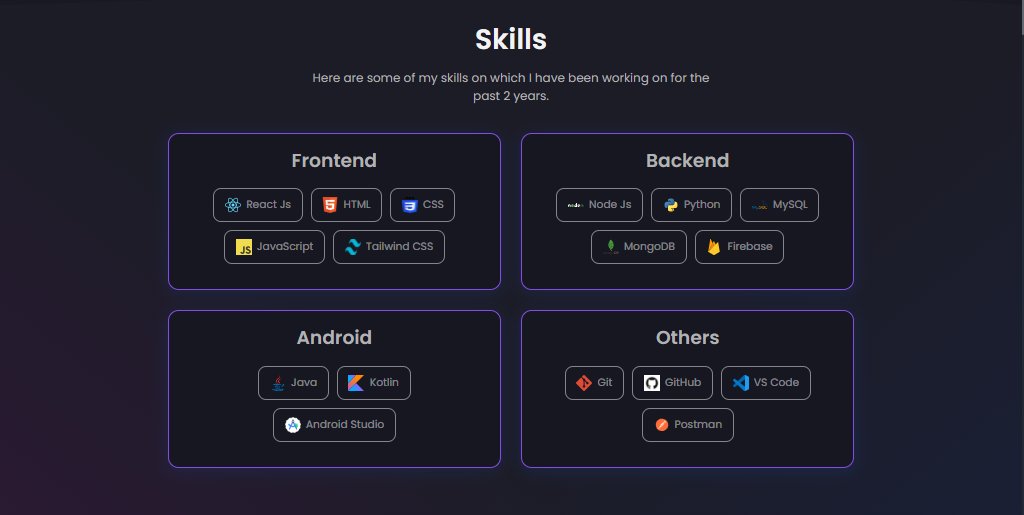 Skills
Here are some of my skills on which I have been working on for the
past 2 years.
Frontend
React Js
HTML
CSS
JS JavaScript
Tailwind CSS
Backend
node Node Js
Python
MySQL
MongoDB
Firebase
Android
Java
Kotlin
Android Studio
Others
Git
GitHub
VS Code
Postman